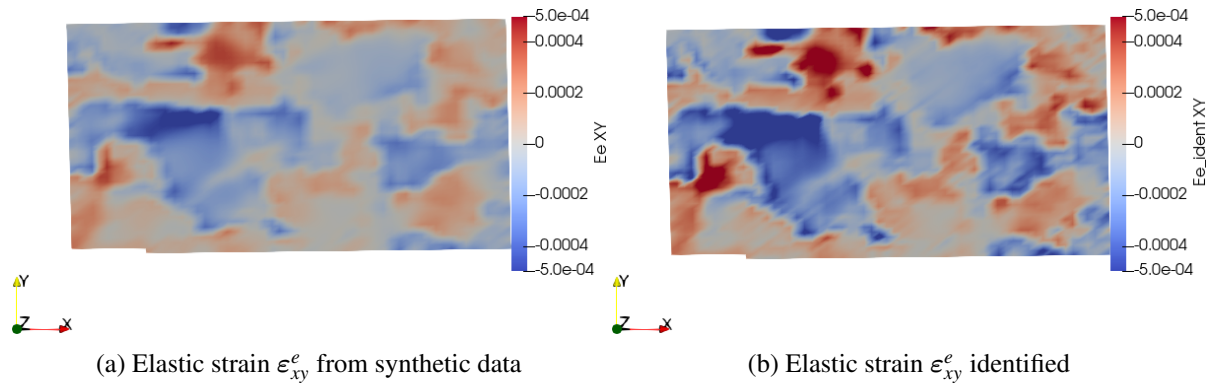 5.0e-04
0.0004
0.0002
0
-0.0002
-0.0004
-5.0e-04
Ee XY
Y
Z X
(a) Elastic strain εᵉxy from synthetic data
5.0e-04
0.0004
0.0002
0
-0.0002
-0.0004
-5.0e-04
Ee_ident XY
Y
Z X
(b) Elastic strain εᵉxy identified